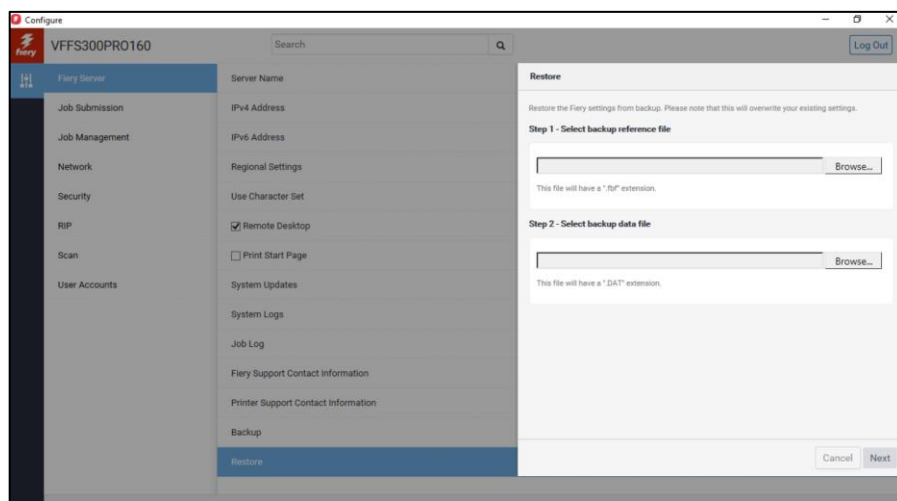 Configure
fiery
VFFS300PRO160
Search
Log Out
Fiery Server
Job Submission
Job Management
Network
Security
RIP
Scan
User Accounts
Server Name
IPv4 Address
IPv6 Address
Regional Settings
Use Character Set
Remote Desktop
Print Start Page
System Updates
System Logs
Job Log
Fiery Support Contact Information
Printer Support Contact Information
Backup
Restore
Restore
Restore the Fiery settings from backup. Please note that this will overwrite your existing settings.
Step 1 - Select backup reference file
Browse...
This file will have a ".fbf" extension.
Step 2 - Select backup data file
Browse...
This file will have a ".DAT" extension.
Cancel
Next